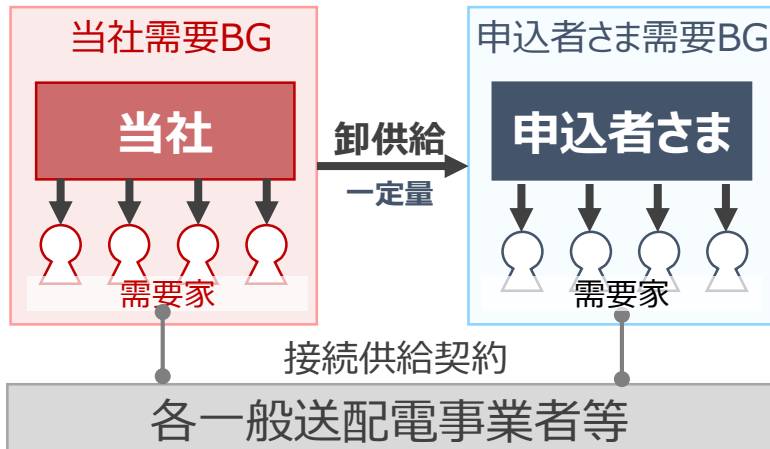 当社需要BG
当社
需要家
卸供給
一定量
申込者さま需要BG
申込者さま
需要家
接続供給契約
各一般送配電事業者等